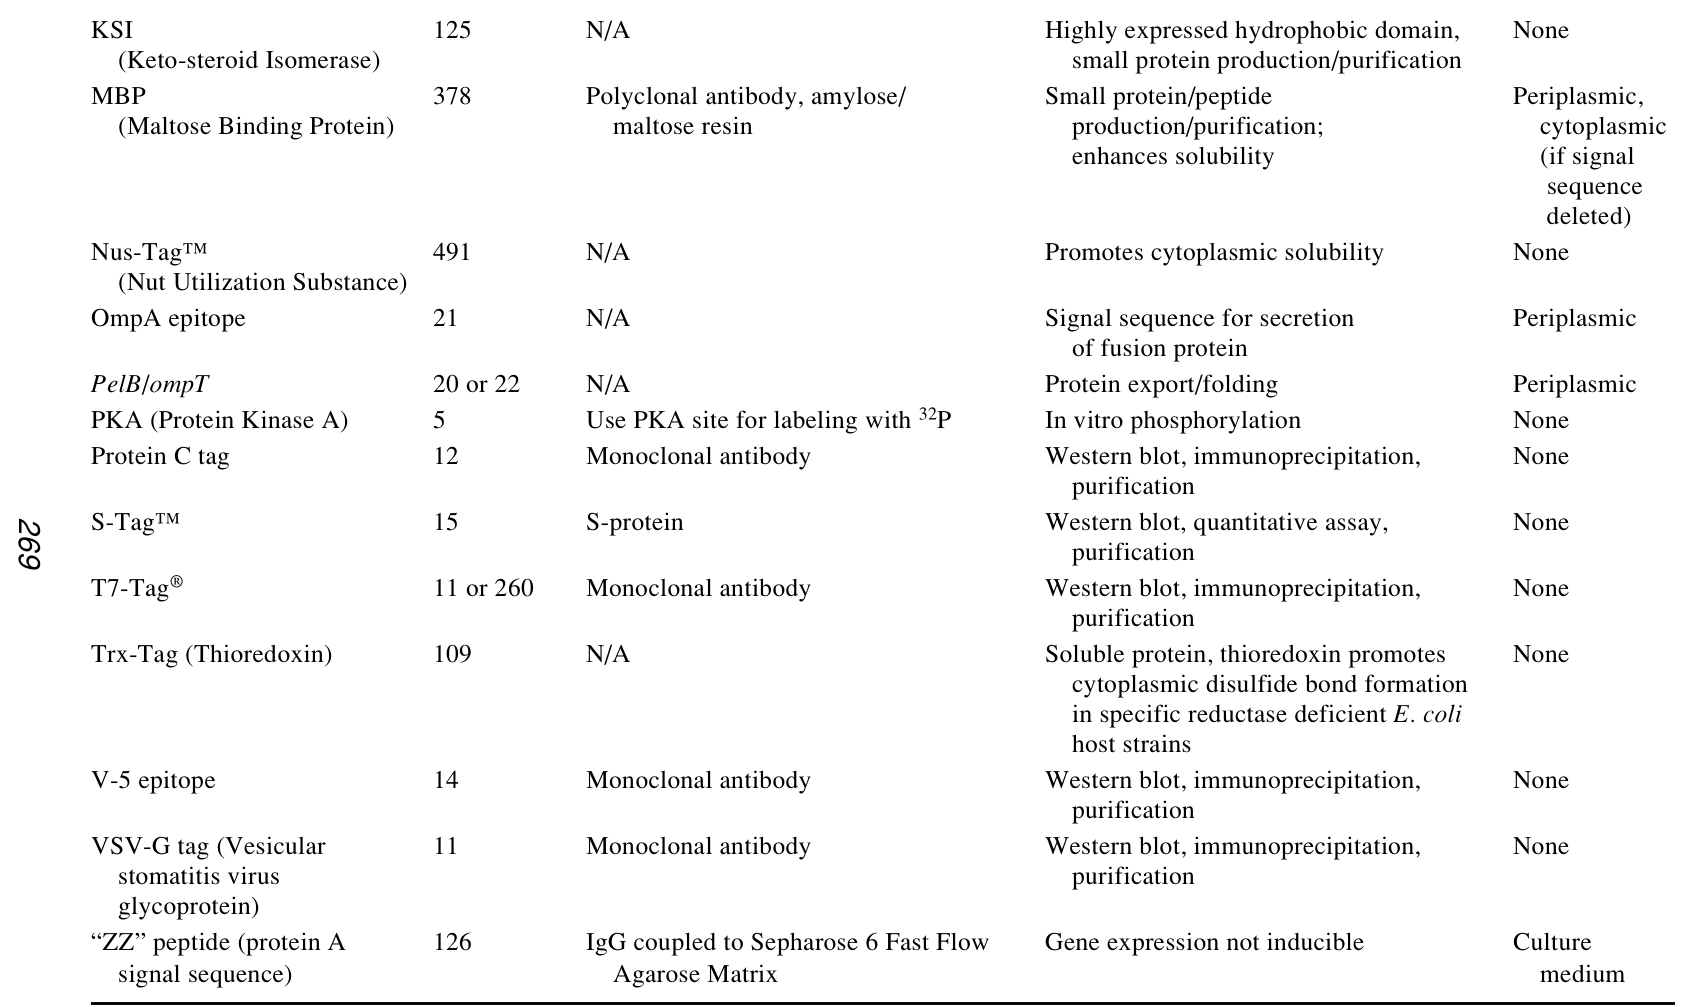 KSI 125 N/A Highly expressed hydrophobic domain, None
(Keto-steroid Isomerase) small protein production/purification
MBP 378 Polyclonal antibody, amylose/ Small protein/peptide Periplasmic,
(Maltose Binding Protein) maltose resin production/purification; cytoplasmic
enhances solubility (if signal
sequence
deleted)
Nus-Tag™ 491 N/A Promotes cytoplasmic solubility None
(Nut Utilization Substance)
OmpA epitope 21 N/A Signal sequence for secretion Periplasmic
of fusion protein
PelB/ompT 20 or 22 N/A Protein export/folding Periplasmic
PKA (Protein Kinase A) 5 Use PKA site for labeling with ³²P In vitro phosphorylation None
Protein C tag 12 Monoclonal antibody Western blot, immunoprecipitation, None
purification
S-Tag™ 15 S-protein Western blot, quantitative assay, None
269
purification
T7-Tag® 11 or 260 Monoclonal antibody Western blot, immunoprecipitation, None
purification
Trx-Tag (Thioredoxin) 109 N/A Soluble protein, thioredoxin promotes None
cytoplasmic disulfide bond formation
in specific reductase deficient E. coli
host strains
V-5 epitope 14 Monoclonal antibody Western blot, immunoprecipitation, None
purification
VSV-G tag (Vesicular 11 Monoclonal antibody Western blot, immunoprecipitation, None
stomatitis virus purification
glycoprotein)
“ZZ” peptide (protein A 126 IgG coupled to Sepharose 6 Fast Flow Gene expression not inducible Culture
signal sequence) Agarose Matrix medium